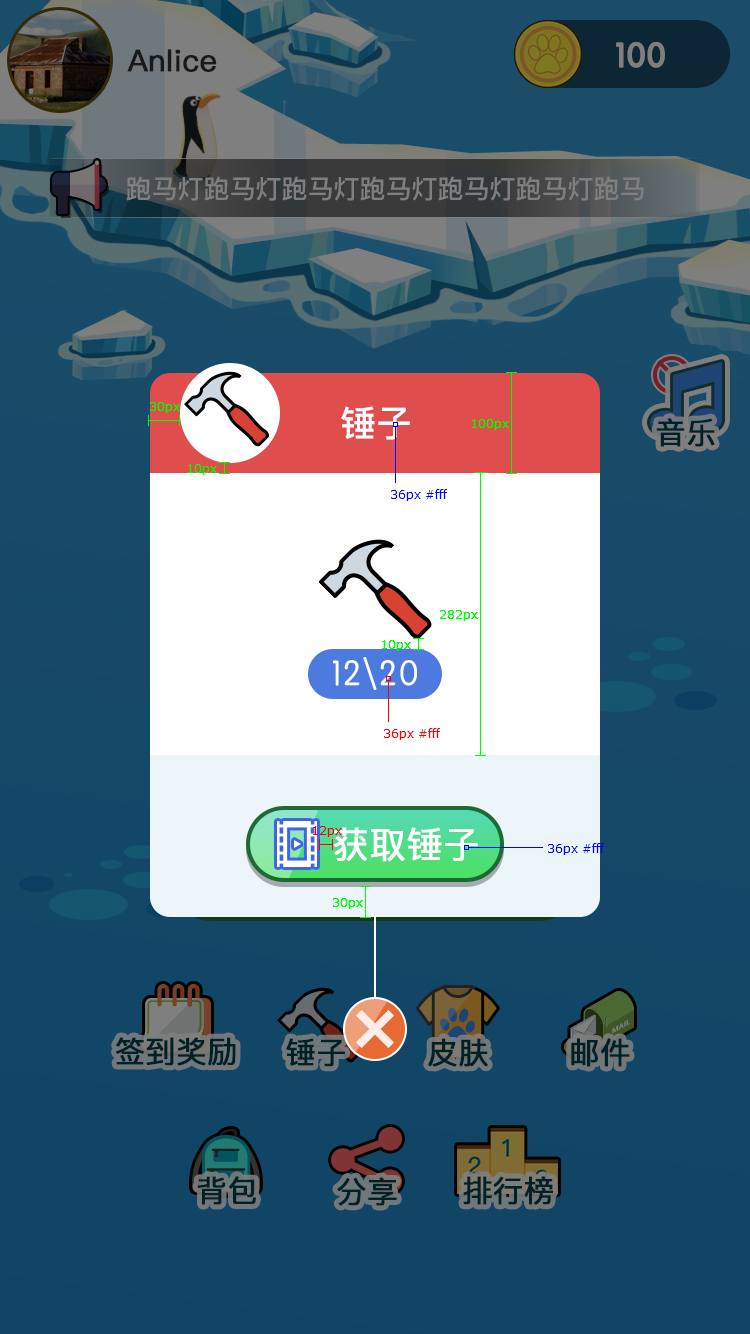 Anlice
100
跑马灯跑马灯跑马灯跑马灯跑马灯跑马灯跑马
音乐
30px
锤子
100px
10px
36px #fff
282px
10px
12\20
36px #fff
12px
获取锤子
36px #fff
30px
签到奖励
锤子
皮肤
MAIL
邮件
1
2
背包
分享
排行榜